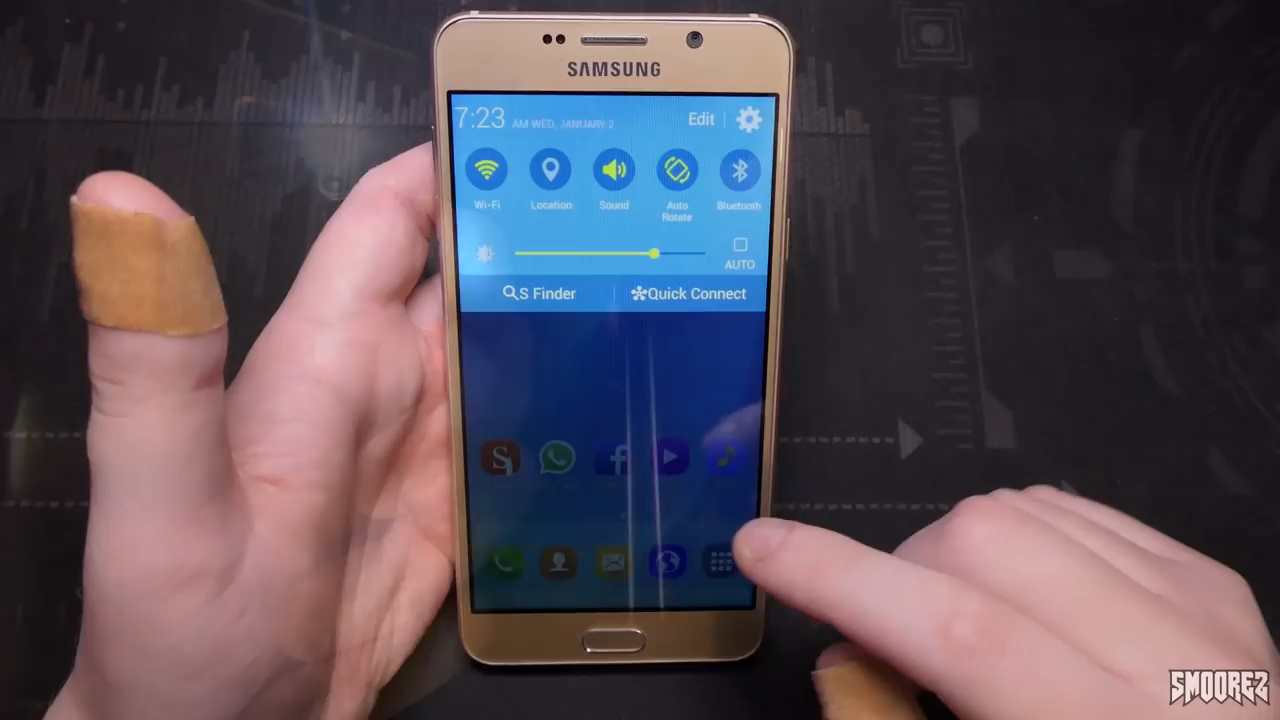 SAMSUNG
7:23 AM WED, JANUARY 2 Edit
Wi-Fi Location Sound Auto Rotate Bluetooth
AUTO
S Finder Quick Connect
S
f
SMOOREZ